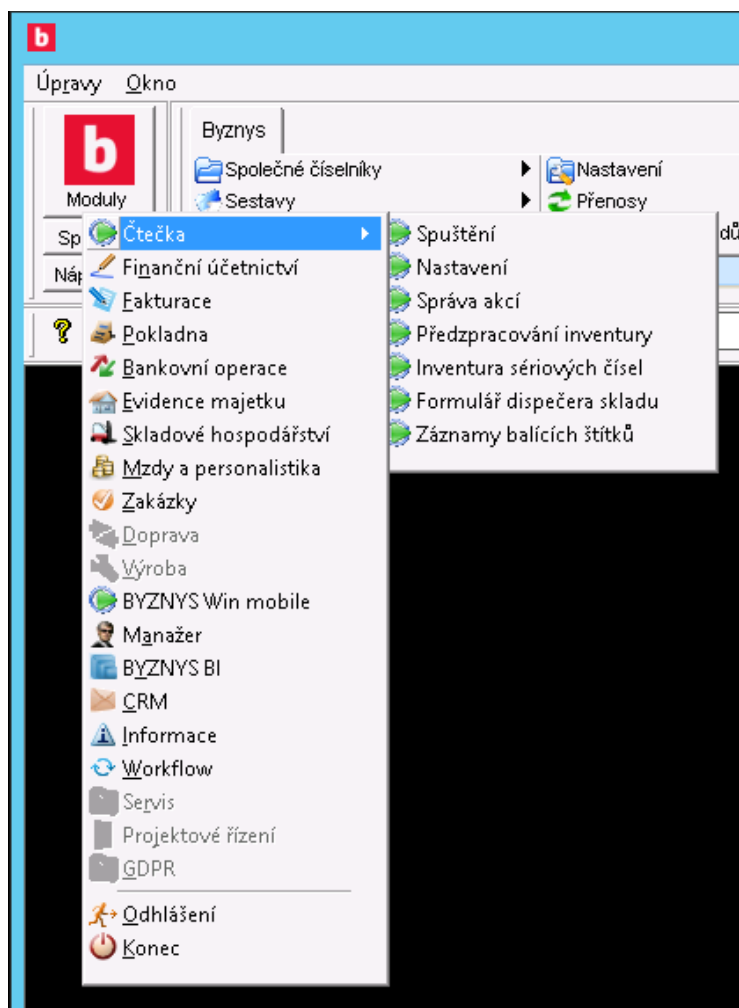 b
Úpravy Okno
b
Moduly
Byznys
Společné číselníky
Nastavení
Sestavy
Přenosy
Čtečka
Finanční účetnictví
Fakturace
Pokladna
Bankovní operace
Evidence majetku
Skladové hospodářství
Mzdy a personalistika
Zakázky
Doprava
Výroba
BYZNYS Win mobile
Manažer
BYZNYS BI
CRM
Informace
Workflow
Servis
Projektové řízení
GDPR
Odhlášení
Konec
Spuštění
Nastavení
Správa akcí
Předzpracování inventury
Inventura sériových čísel
Formulář dispečera skladu
Záznamy balících štítků